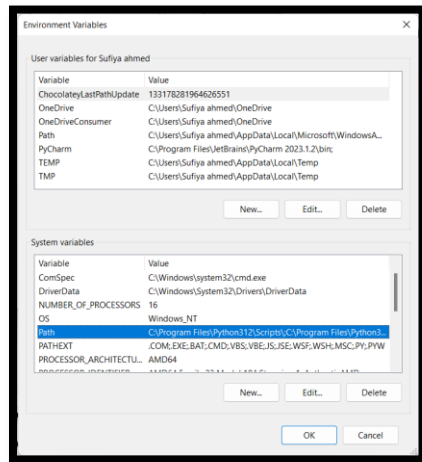 Environment Variables
User variables for Sufiya ahmed
Variable Value
ChocolateyLastPathUpdate 133178281964626551
OneDrive C:\Users\Sufiya ahmed\OneDrive
OneDriveConsumer C:\Users\Sufiya ahmed\OneDrive
Path C:\Users\Sufiya ahmed\AppData\Local\Microsoft\WindowsA...
PyCharm C:\Program Files\JetBrains\PyCharm 2023.1.2\bin;
TEMP C:\Users\Sufiya ahmed\AppData\Local\Temp
TMP C:\Users\Sufiya ahmed\AppData\Local\Temp
New... Edit... Delete
System variables
Variable Value
ComSpec C:\Windows\system32\cmd.exe
DriverData C:\Windows\System32\Drivers\DriverData
NUMBER_OF_PROCESSORS 16
OS Windows_NT
Path C:\Program Files\Python312\Scripts\;C:\Program Files\Python3...
PATHEXT .COM;.EXE;.BAT;.CMD;.VBS;.VBE;.JS;.JSE;.WSF;.WSH;.MSC;.PY;.PYW
PROCESSOR_ARCHITECTU... AMD64
New... Edit... Delete
OK Cancel